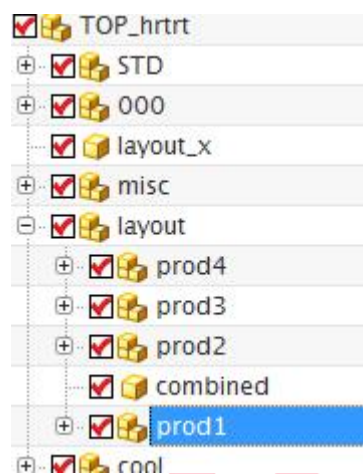 TOP_hrtrt
STD
000
layout_x
misc
layout
prod4
prod3
prod2
combined
prod1
cool